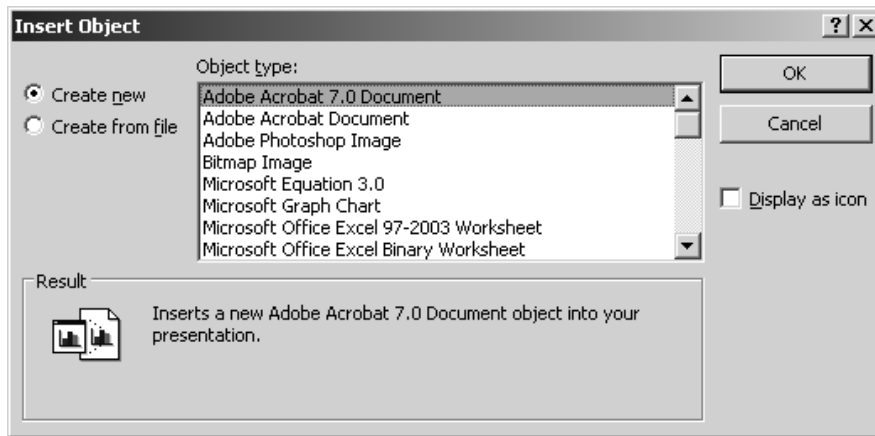 Insert Object
Object type:
Create new
Create from file
Adobe Acrobat 7.0 Document
Adobe Acrobat Document
Adobe Photoshop Image
Bitmap Image
Microsoft Equation 3.0
Microsoft Graph Chart
Microsoft Office Excel 97-2003 Worksheet
Microsoft Office Excel Binary Worksheet
OK
Cancel
Display as icon
Result
Inserts a new Adobe Acrobat 7.0 Document object into your
presentation.